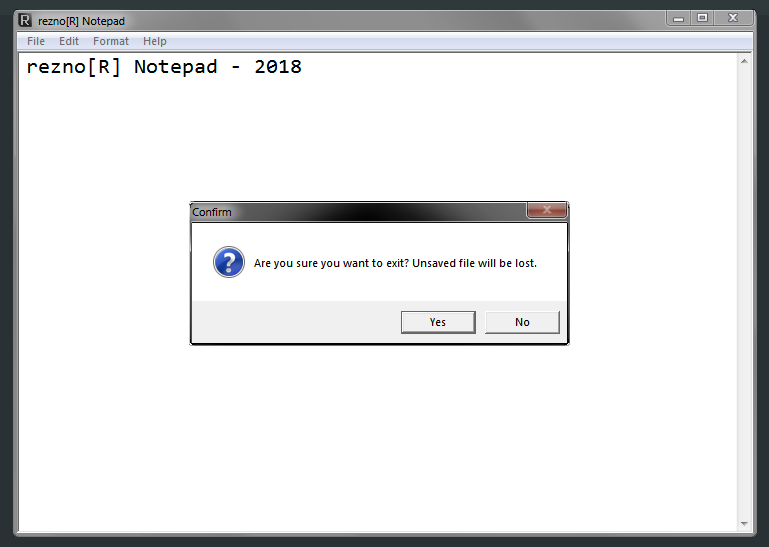 R rezno[R] Notepad
File Edit Format Help
rezno[R] Notepad - 2018
Confirm
? Are you sure you want to exit? Unsaved file will be lost.
Yes No